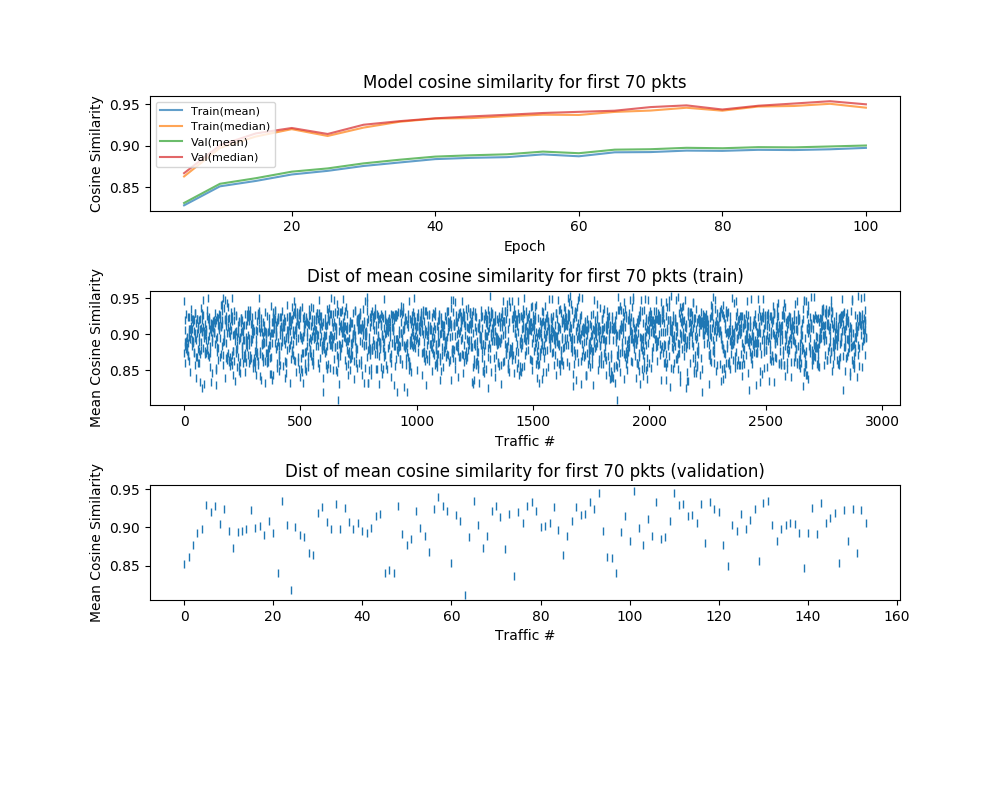 Model cosine similarity for first 70 pkts
Cosine Similarity
0.95
0.90
0.85
Train(mean)
Train(median)
Val(mean)
Val(median)
20 40 60 80 100
Epoch
Dist of mean cosine similarity for first 70 pkts (train)
Mean Cosine Similarity
0.95
0.90
0.85
0 500 1000 1500 2000 2500 3000
Traffic #
Dist of mean cosine similarity for first 70 pkts (validation)
Mean Cosine Similarity
0.95
0.90
0.85
0 20 40 60 80 100 120 140 160
Traffic #